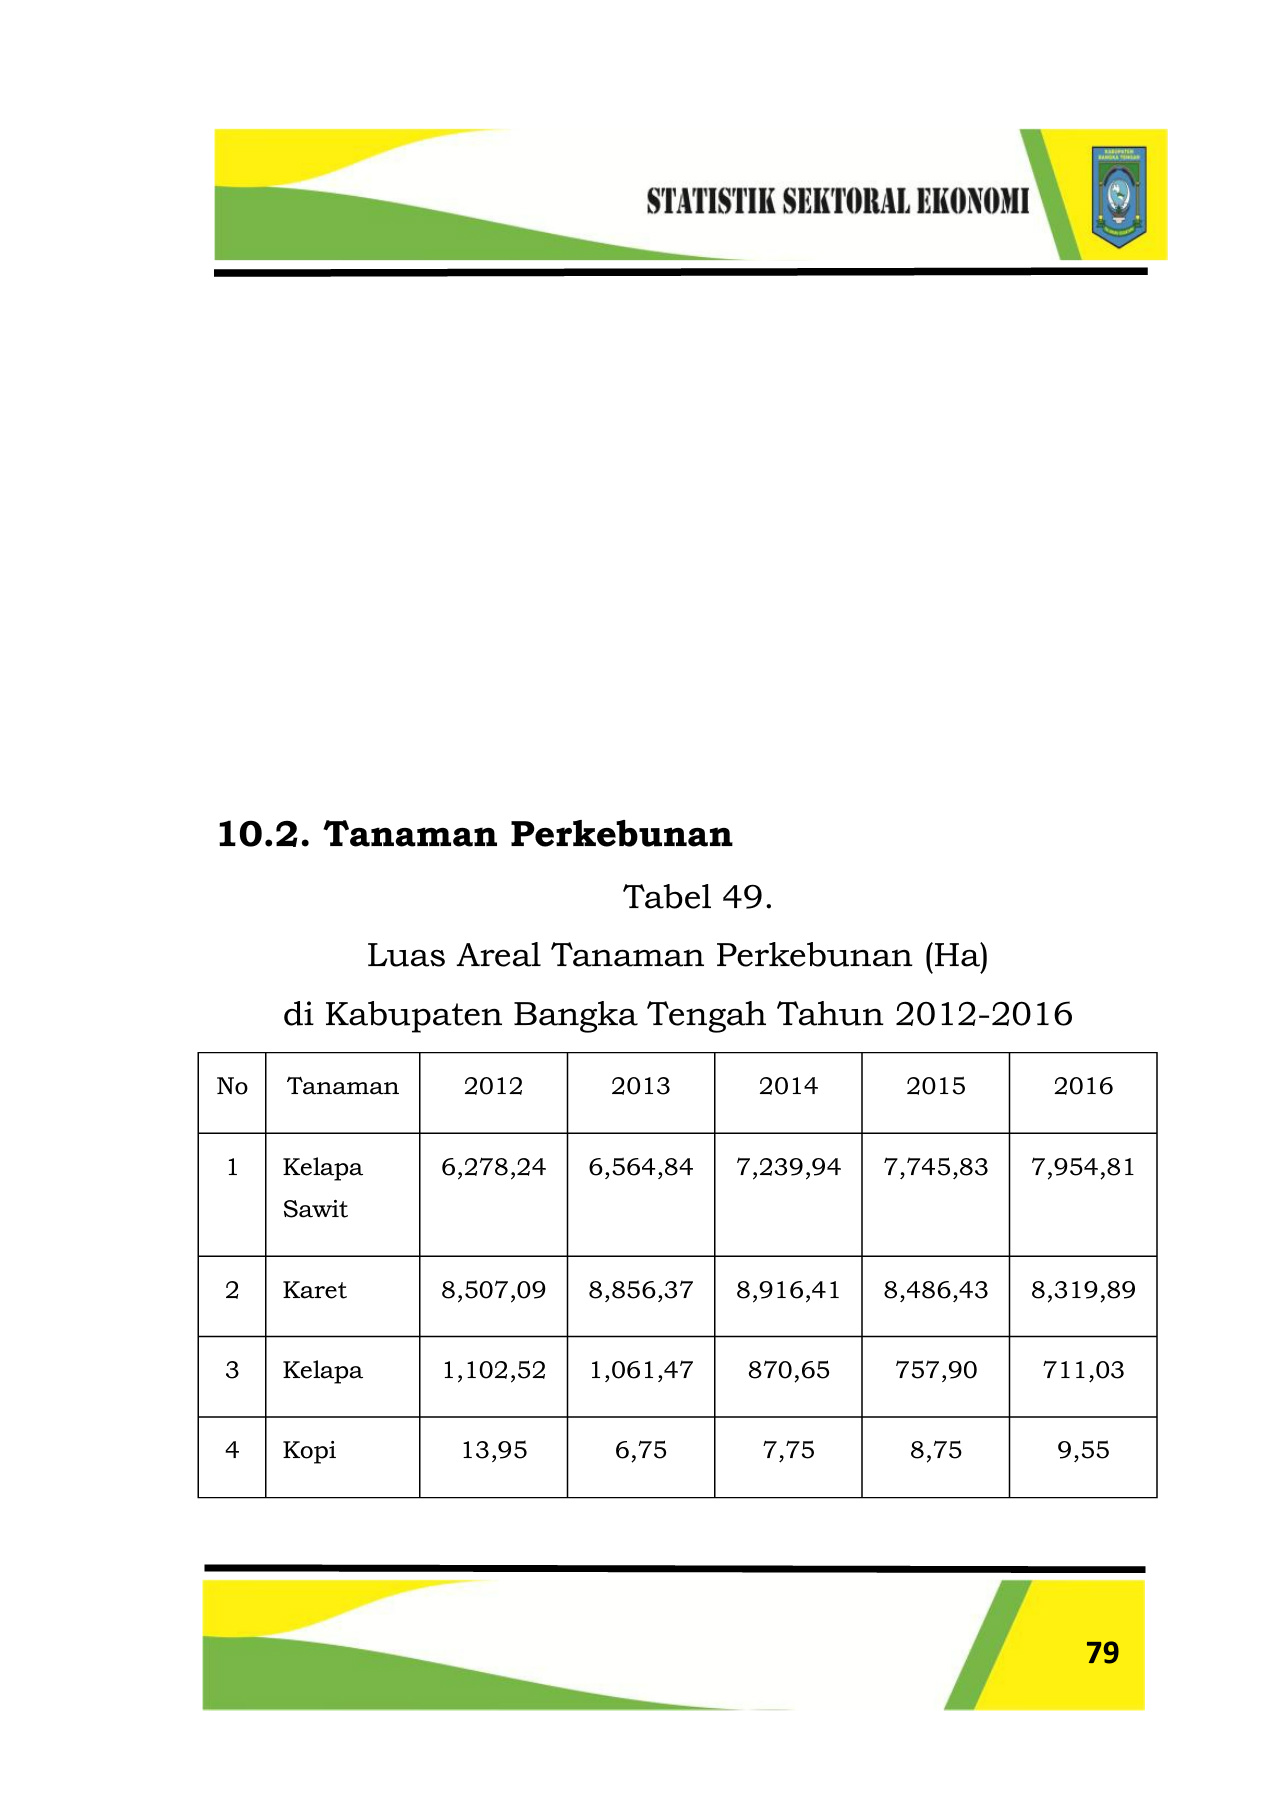 KABUPATEN
BANGKA TENGAH
STATISTIK SEKTORAL EKONOMI
10.2. Tanaman Perkebunan
Tabel 49.
Luas Areal Tanaman Perkebunan (Ha)
di Kabupaten Bangka Tengah Tahun 2012-2016
No Tanaman 2012 2013 2014 2015 2016
1 Kelapa 6,278,24 6,564,84 7,239,94 7,745,83 7,954,81
Sawit
2 Karet 8,507,09 8,856,37 8,916,41 8,486,43 8,319,89
3 Kelapa 1,102,52 1,061,47 870,65 757,90 711,03
4 Kopi 13,95 6,75 7,75 8,75 9,55
79